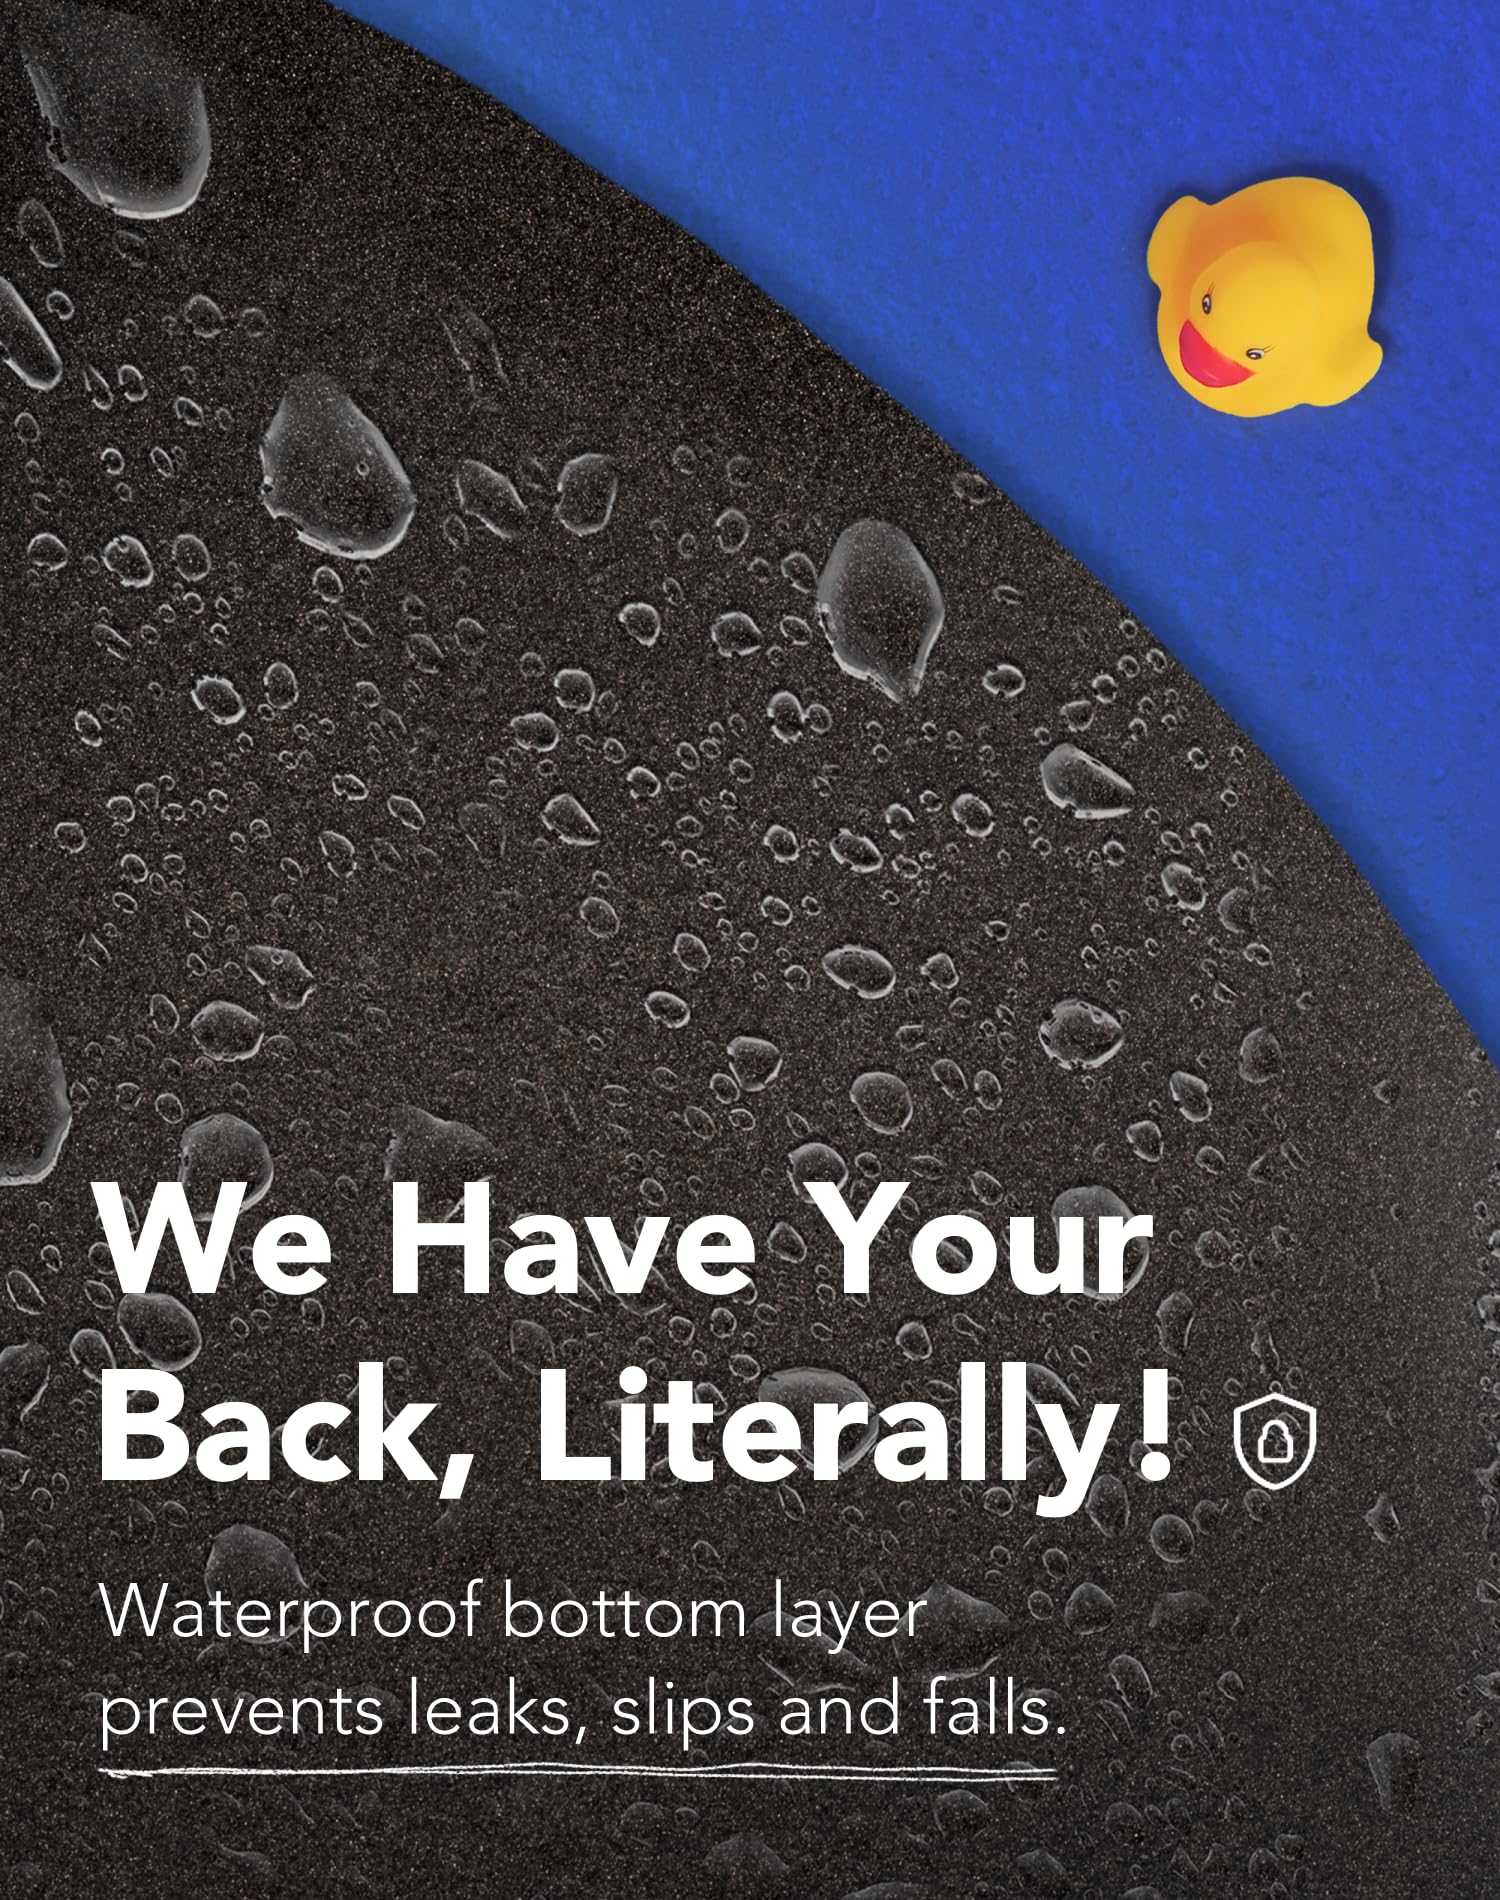 We Have Your
Back, Literally!
Waterproof bottom layer
prevents leaks, slips and falls.